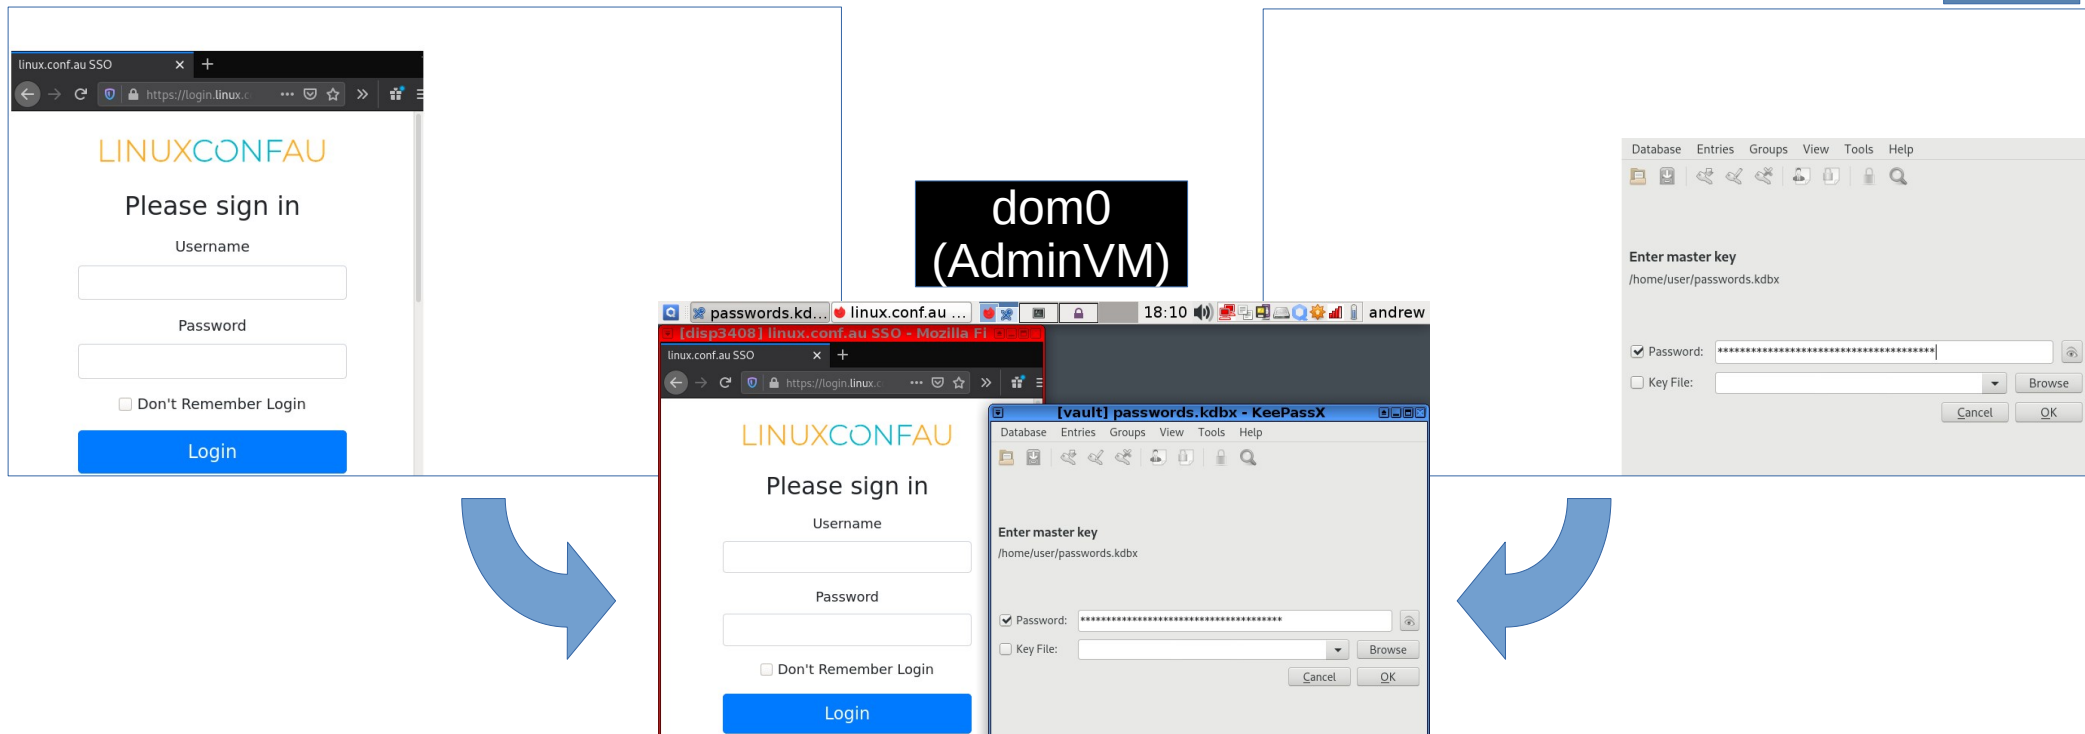 linux.conf.au SSO
https://login.linux.c
LINUXCONFAU
Please sign in
Username
Password
Don't Remember Login
Login
dom0
(AdminVM)
Database Entries Groups View Tools Help
Enter master key
/home/user/passwords.kdbx
Password: ***************************************
Key File:
Browse
Cancel OK
passwords.kd... linux.conf.au ... 18:10 andrew
[disp3408] linux.conf.au SSO - Mozilla Fi
linux.conf.au SSO
https://login.linux.c
LINUXCONFAU
Please sign in
Username
Password
Don't Remember Login
Login
[vault] passwords.kdbx - KeePassX
Database Entries Groups View Tools Help
Enter master key
/home/user/passwords.kdbx
Password: ***************************************
Key File:
Browse
Cancel OK